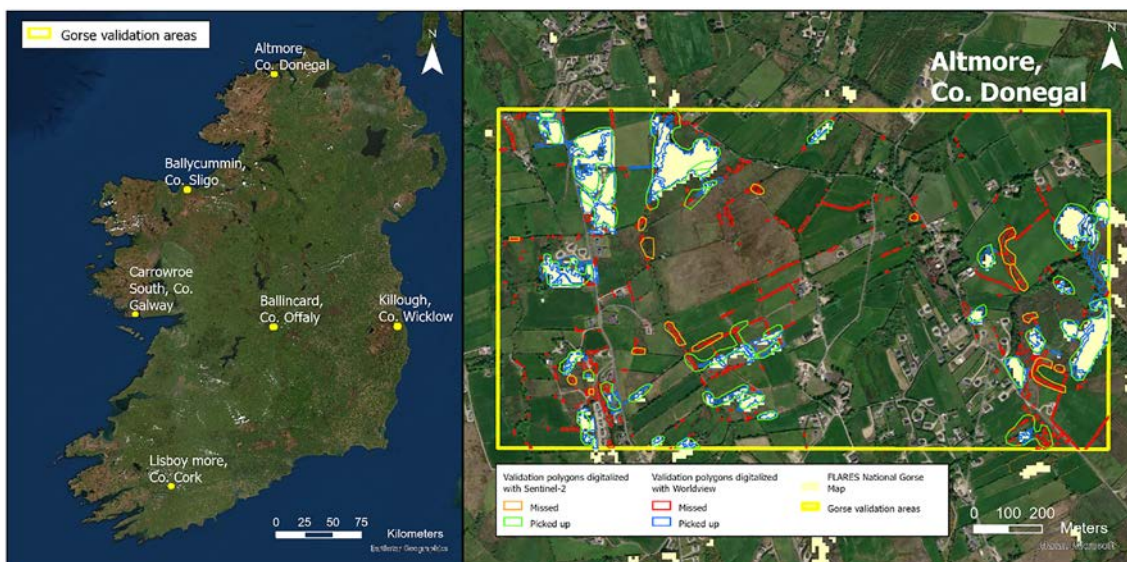 Gorse validation areas
N
Altmore,
Co. Donegal
Ballycummin,
Co. Sligo
Carrowroe
South, Co.
Galway
Ballincard,
Co. Offaly
Killough,
Co. Wicklow
Lisboy more,
Co. Cork
0 25 50 75
Kilometers
Earthstar Geographics
N
Altmore,
Co. Donegal
Validation polygons digitalized
with Sentinel-2
Missed
Picked up
Validation polygons digitalized
with Worldview
Missed
Picked up
FLARES National Gorse
Map
Gorse validation areas
0 100 200
Meters
Microsoft